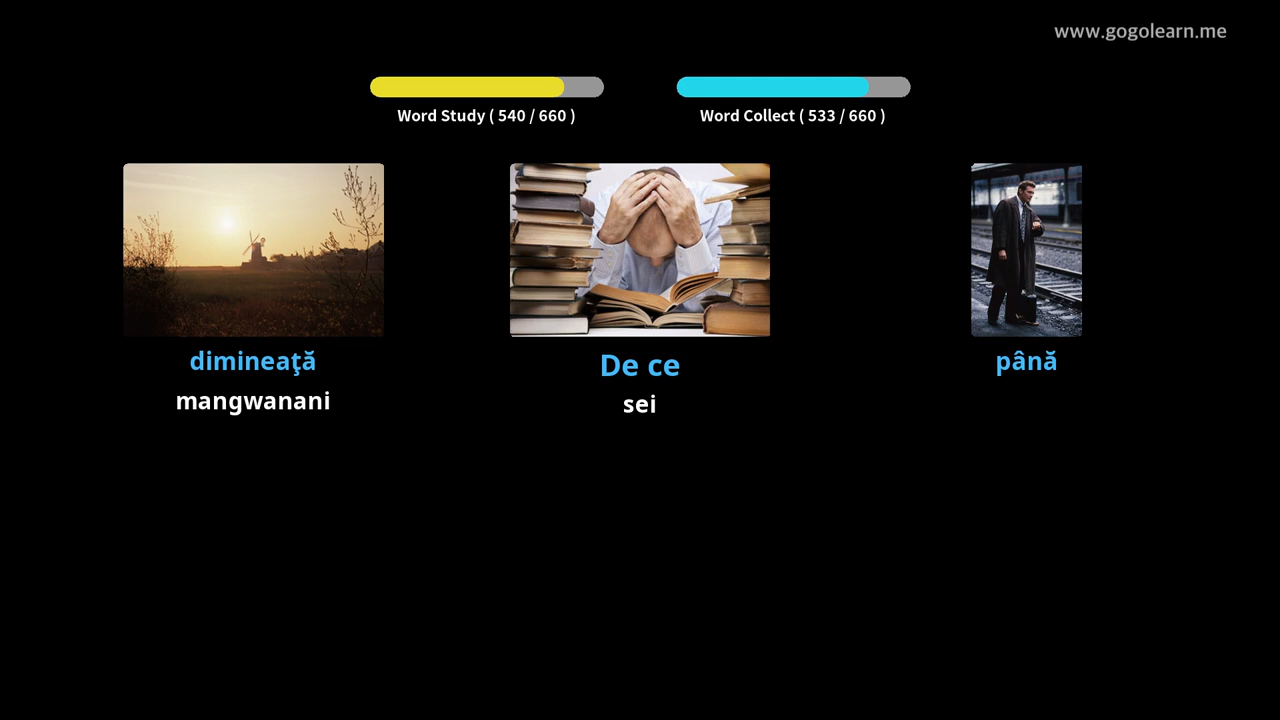 www.gogolearn.me
Word Study ( 540 / 660 )
Word Collect ( 533 / 660 )
dimineaţă
mangwanani
De ce
sei
până